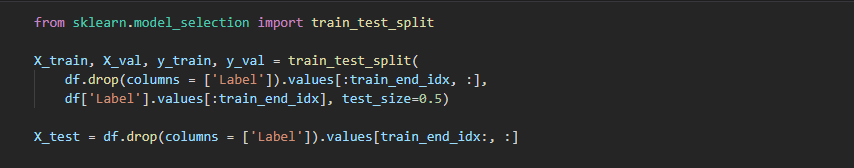 from sklearn.model_selection import train_test_split
X_train, X_val, y_train, y_val = train_test_split(
df.drop(columns = ['Label']).values[:train_end_idx, :],
df['Label'].values[:train_end_idx], test_size=0.5)
X_test = df.drop(columns = ['Label']).values[train_end_idx:, :]